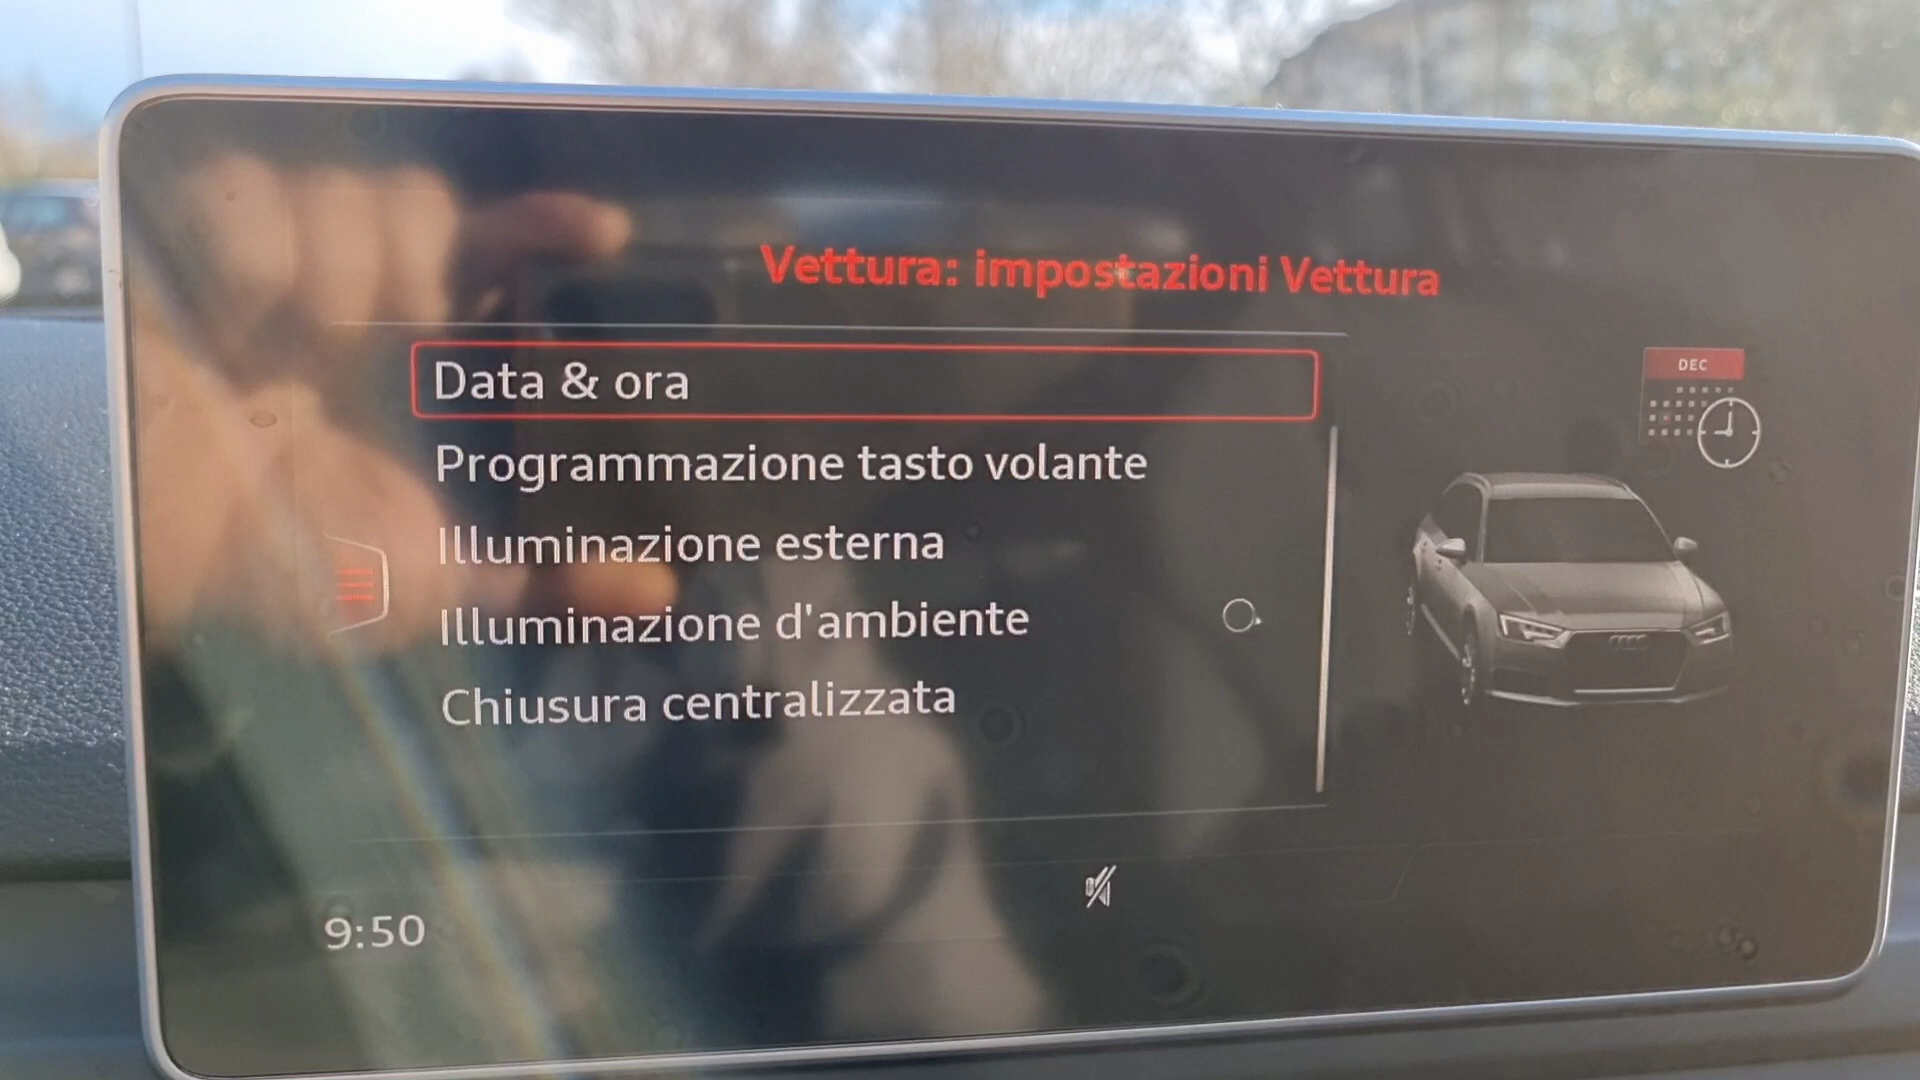 Vettura: impostazioni Vettura
Data & ora
DEC
Programmazione tasto volante
Illuminazione esterna
Illuminazione d'ambiente
Chiusura centralizzata
9:50